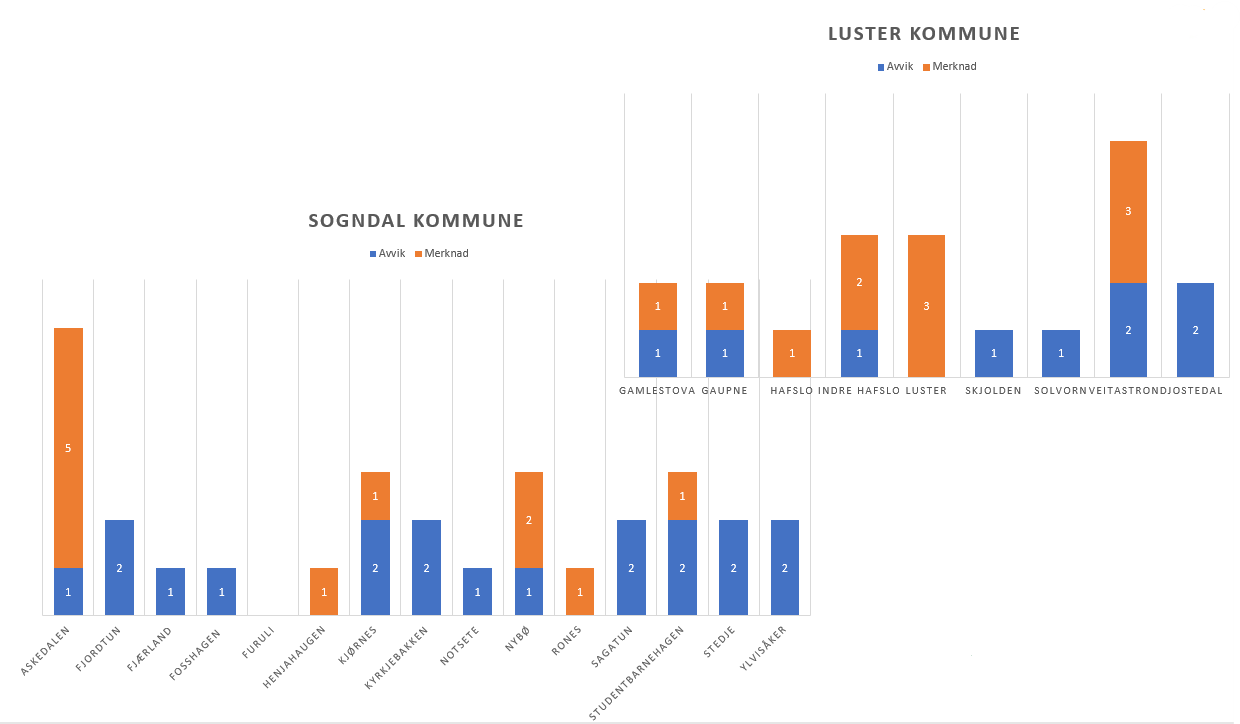 LUSTER KOMMUNE
Avvik Merknad
3
2 3
1 1 2
1 1 1 1 1 1 2 2
GAMLESTOVA GAUPNE HAFSLO INDRE HAFSLO LUSTER SKJOLDEN SOLVORN VEITASTROND JOSTEDAL
SOGNDAL KOMMUNE
Avvik Merknad
5
1 2 1
1 2 1 1 1 2 2 1 1 1 2 2 2 2
ASKEDALEN FJORDTUN FJÆRLAND FOSSHAGEN FURULI HENJAHAUGEN KJØRNES KYRKJEBAKKEN NOTSETE NYBØ RONES SAGATUN STUDENTBARNEHAGEN STEDJE YLVISÅKER